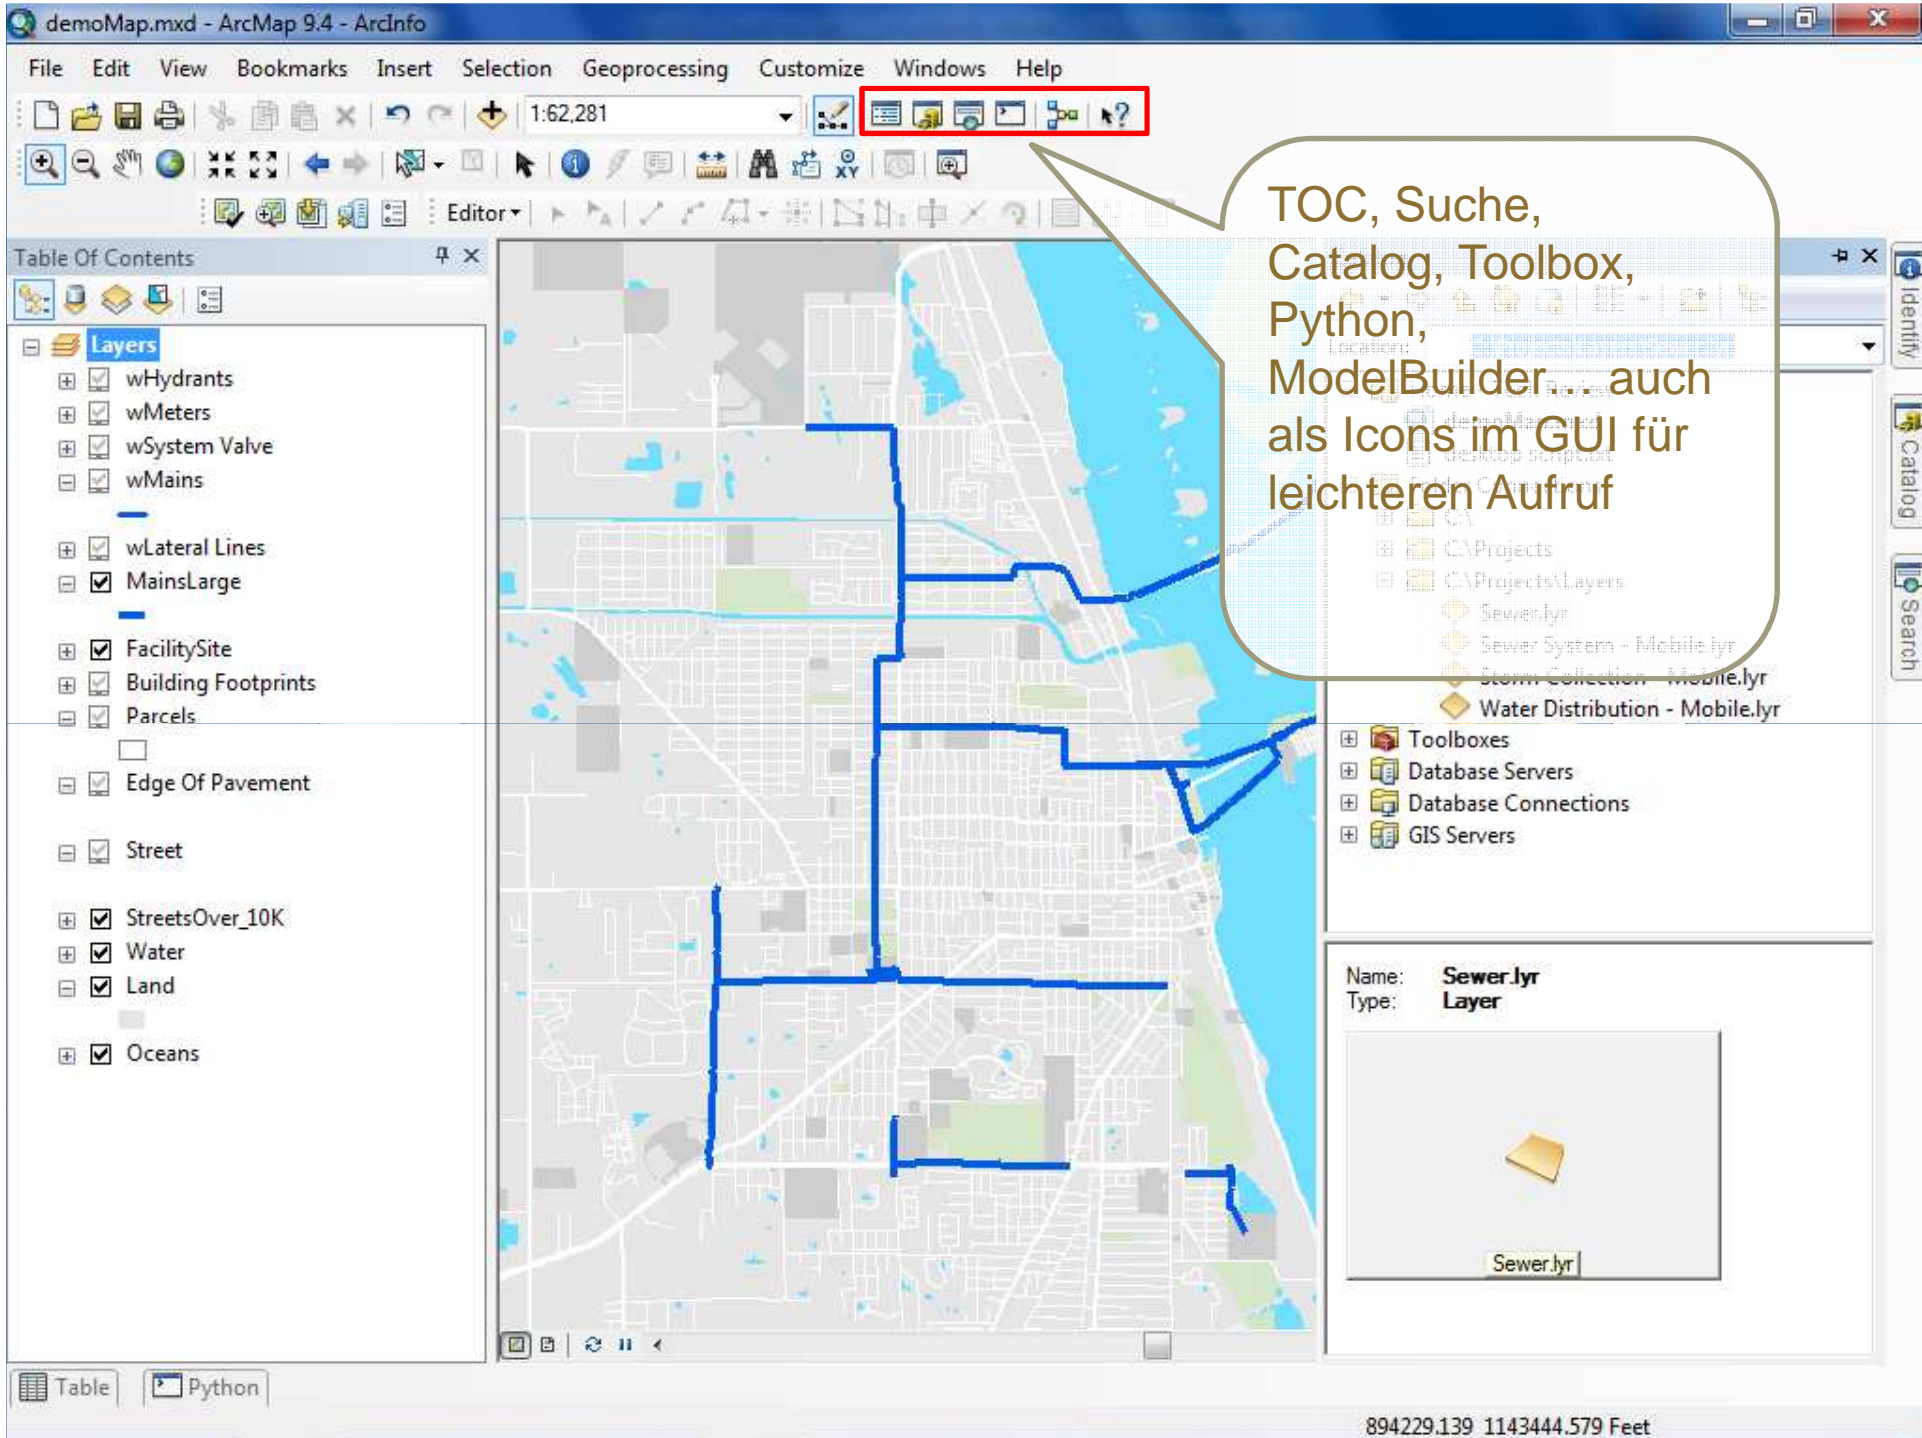 demoMap.mxd - ArcMap 9.4 - ArcInfo
File Edit View Bookmarks Insert Selection Geoprocessing Customize Windows Help
1:62,281
XY
Editor
TOC, Suche,
Catalog, Toolbox,
Python,
ModelBuilder… auch
als Icons im GUI für
leichteren Aufruf
Table Of Contents
Layers
wHydrants
wMeters
wSystem Valve
wMains
wLateral Lines
MainsLarge
FacilitySite
Building Footprints
Parcels
Edge Of Pavement
Street
StreetsOver_10K
Water
Land
Oceans
Location:
C:\
C:\Projects
C:\Projects\Layers
Sewer.lyr
Sewer System - Mobile.lyr
Storm Collection - Mobile.lyr
Water Distribution - Mobile.lyr
Toolboxes
Database Servers
Database Connections
GIS Servers
Identify
Catalog
Search
Name: Sewer.lyr
Type: Layer
Sewer.lyr
Table
Python
894229.139 1143444.579 Feet